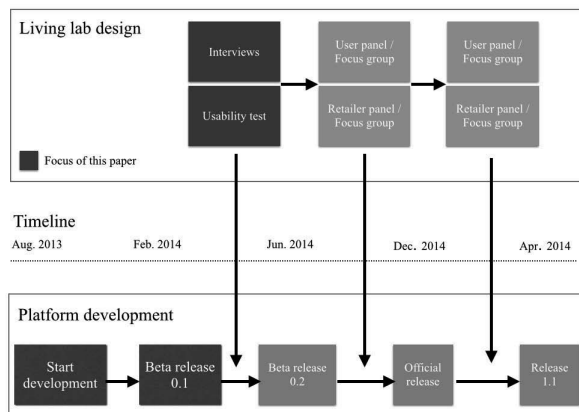 Living lab design
Interviews
User panel /
Focus group
User panel /
Focus group
Usability test
Retailer panel /
Focus group
Retailer panel /
Focus group
Focus of this paper
Timeline
Aug. 2013
Feb. 2014
Jun. 2014
Dec. 2014
Apr. 2014
Platform development
Start
development
Beta release
0.1
Beta release
0.2
Official
release
Release
1.1